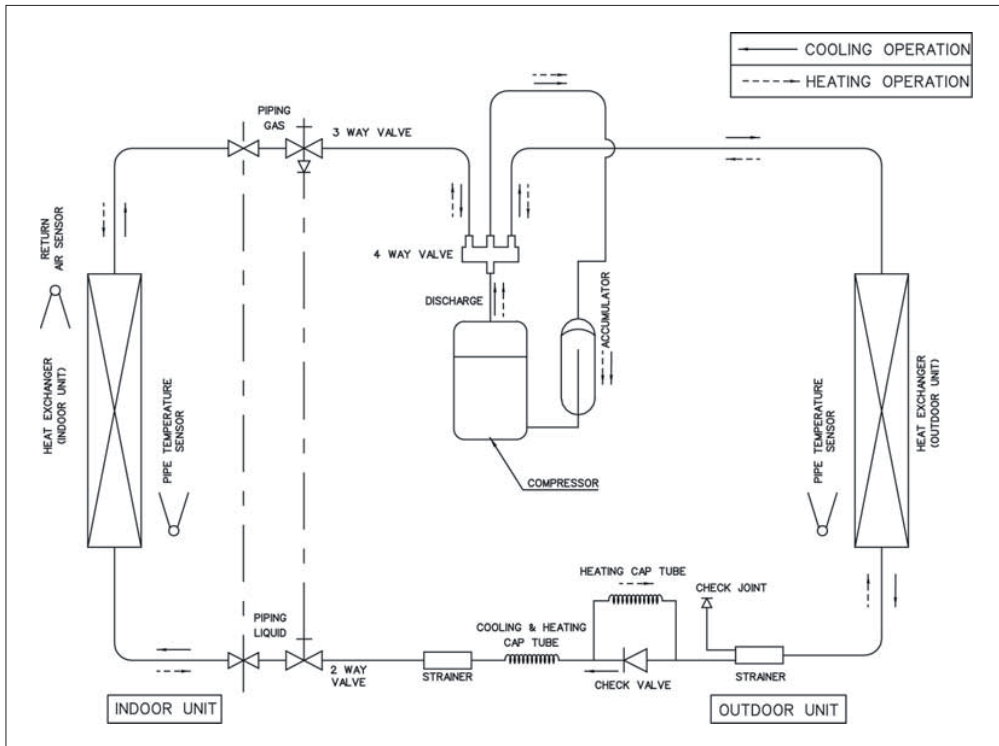 COOLING OPERATION
HEATING OPERATION
PIPING
GAS
3 WAY VALVE
RETURN
AIR SENSOR
4 WAY VALVE
DISCHARGE
ACCUMULATOR
HEAT EXCHANGER
(INDOOR UNIT)
PIPE TEMPERATURE
SENSOR
PIPE TEMPERATURE
SENSOR
HEAT EXCHANGER
(OUTDOOR UNIT)
COMPRESSOR
HEATING CAP TUBE
CHECK JOINT
PIPING
LIQUID
COOLING & HEATING
CAP TUBE
2 WAY
VALVE
STRAINER
CHECK VALVE
STRAINER
INDOOR UNIT
OUTDOOR UNIT